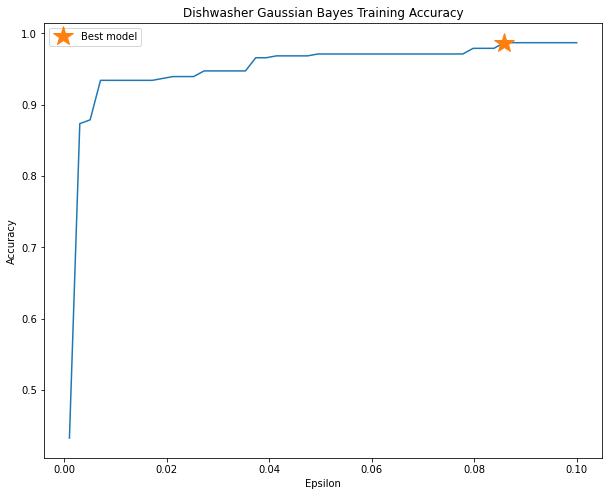 Dishwasher Gaussian Bayes Training Accuracy
Best model
1.0
0.9
0.8
0.7
0.6
0.5
Accuracy
0.00 0.02 0.04 0.06 0.08 0.10
Epsilon